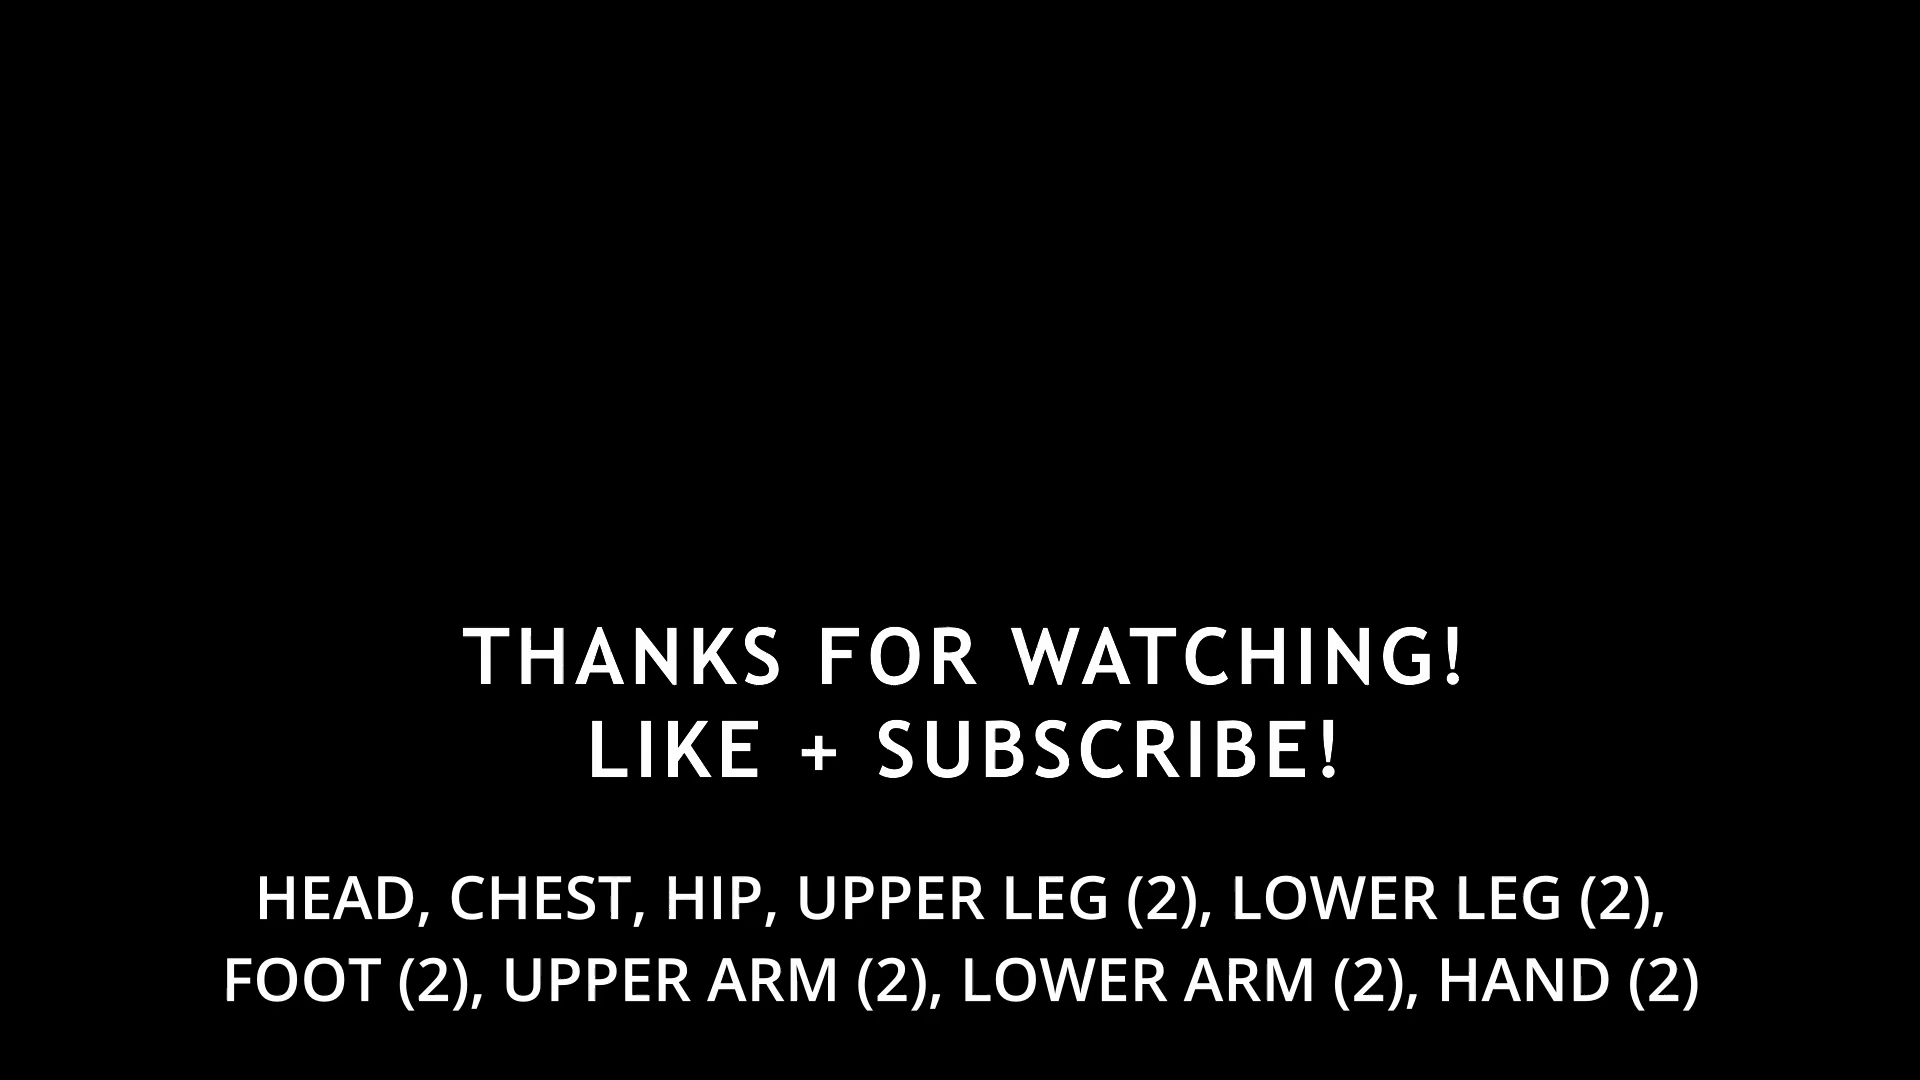 THANKS FOR WATCHING!
LIKE + SUBSCRIBE!
HEAD, CHEST, HIP, UPPER LEG (2), LOWER LEG (2),
FOOT (2), UPPER ARM (2), LOWER ARM (2), HAND (2)